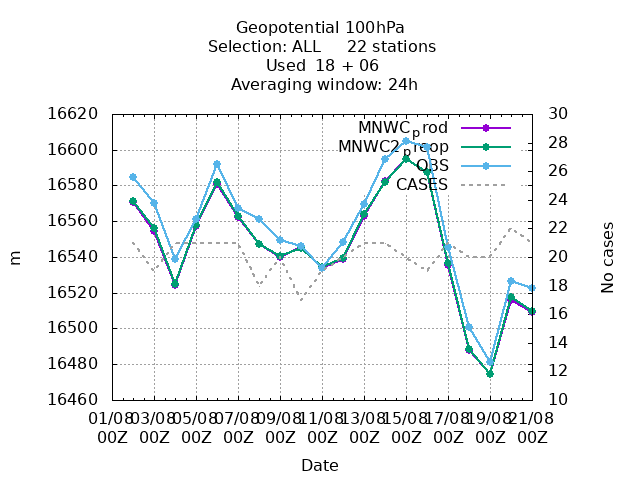 Geopotential 100hPa
Selection: ALL 22 stations
Used 18 + 06
Averaging window: 24h
16620 30
MNWC_prod
28
16600 MNWC2_preop
OBS 26
16580 CASES 24
16560 22
16540 20
18
16520 16
16500 14
16480 12
16460 10
m
No cases
01/08 03/08 05/08 07/08 09/08 11/08 13/08 15/08 17/08 19/08 21/08
00Z 00Z 00Z 00Z 00Z 00Z 00Z 00Z 00Z 00Z 00Z
Date